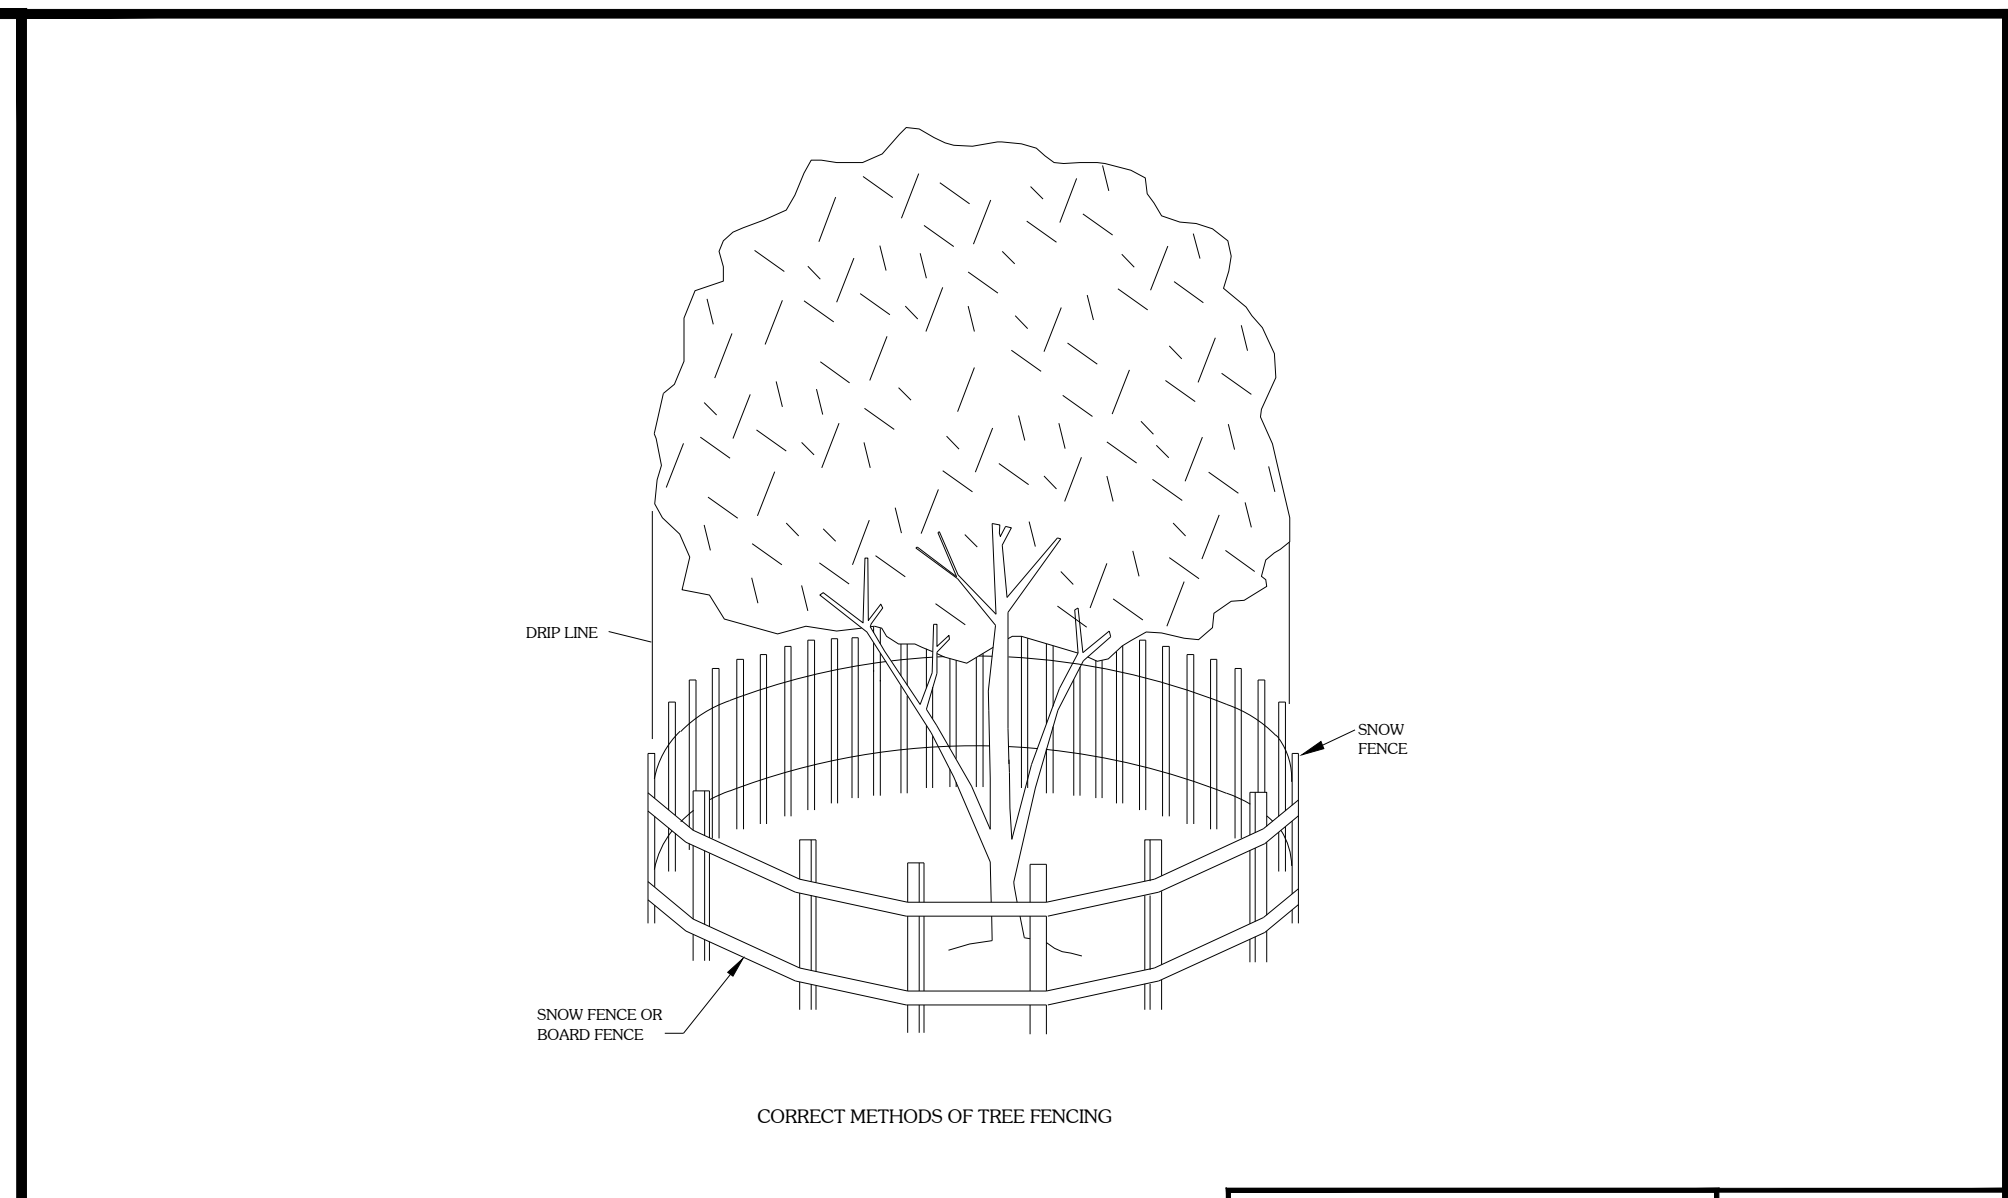 DRIP LINE
SNOW
FENCE
SNOW FENCE OR
BOARD FENCE
CORRECT METHODS OF TREE FENCING